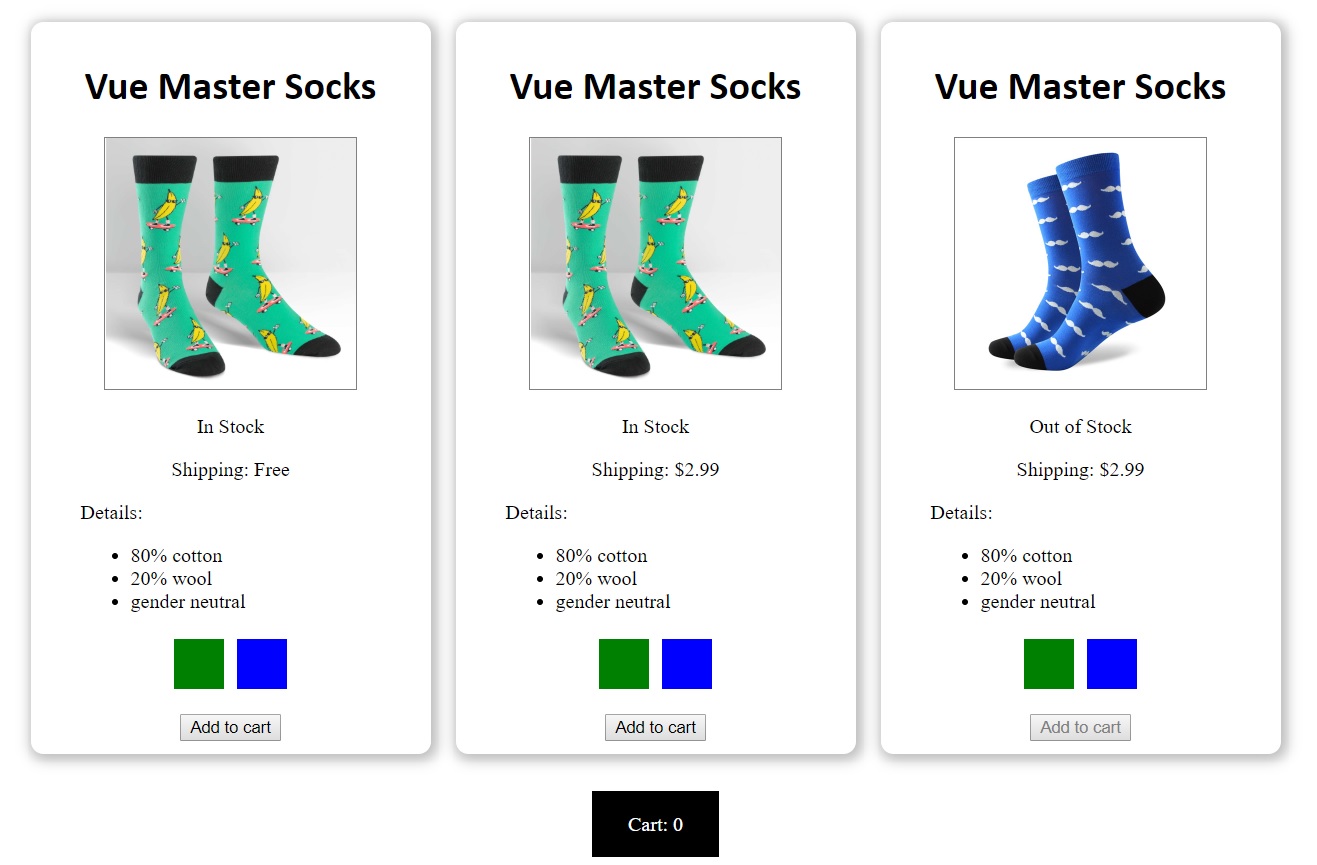 Vue Master Socks
In Stock
Shipping: Free
Details:
80% cotton
20% wool
gender neutral
Add to cart
Vue Master Socks
In Stock
Shipping: $2.99
Details:
80% cotton
20% wool
gender neutral
Add to cart
Vue Master Socks
Out of Stock
Shipping: $2.99
Details:
80% cotton
20% wool
gender neutral
Add to cart
Cart: 0